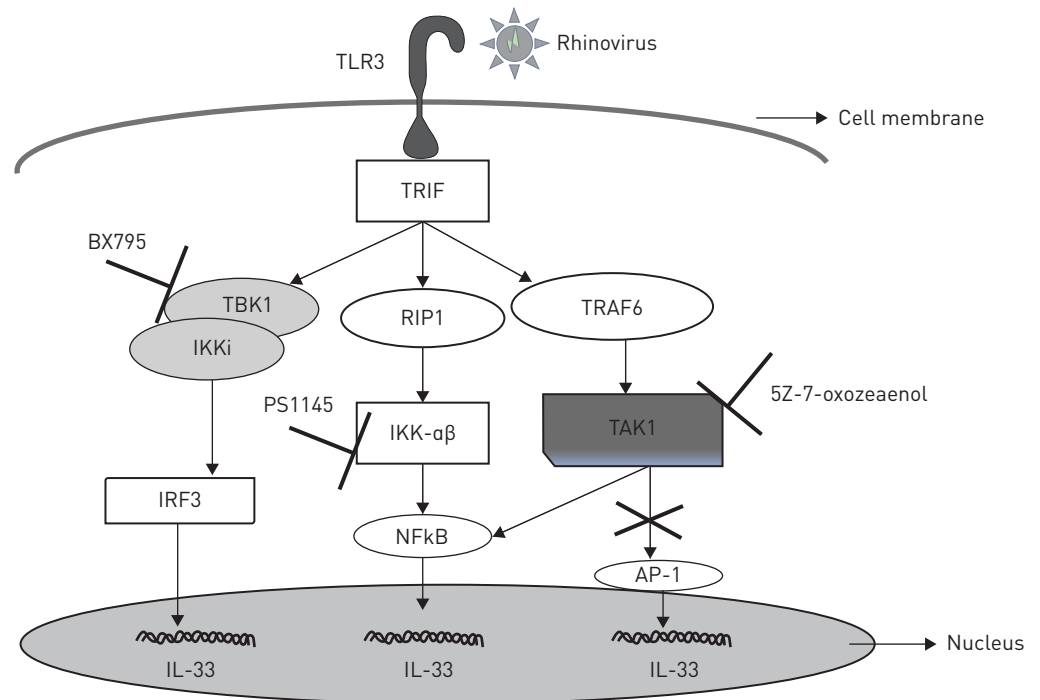 Rhinovirus
TLR3
Cell membrane
TRIF
BX795
TBK1
RIP1
TRAF6
IKKi
PS1145
5Z-7-oxozeaenol
IKK-αβ
TAK1
IRF3
NFkB
AP-1
Nucleus
IL-33
IL-33
IL-33